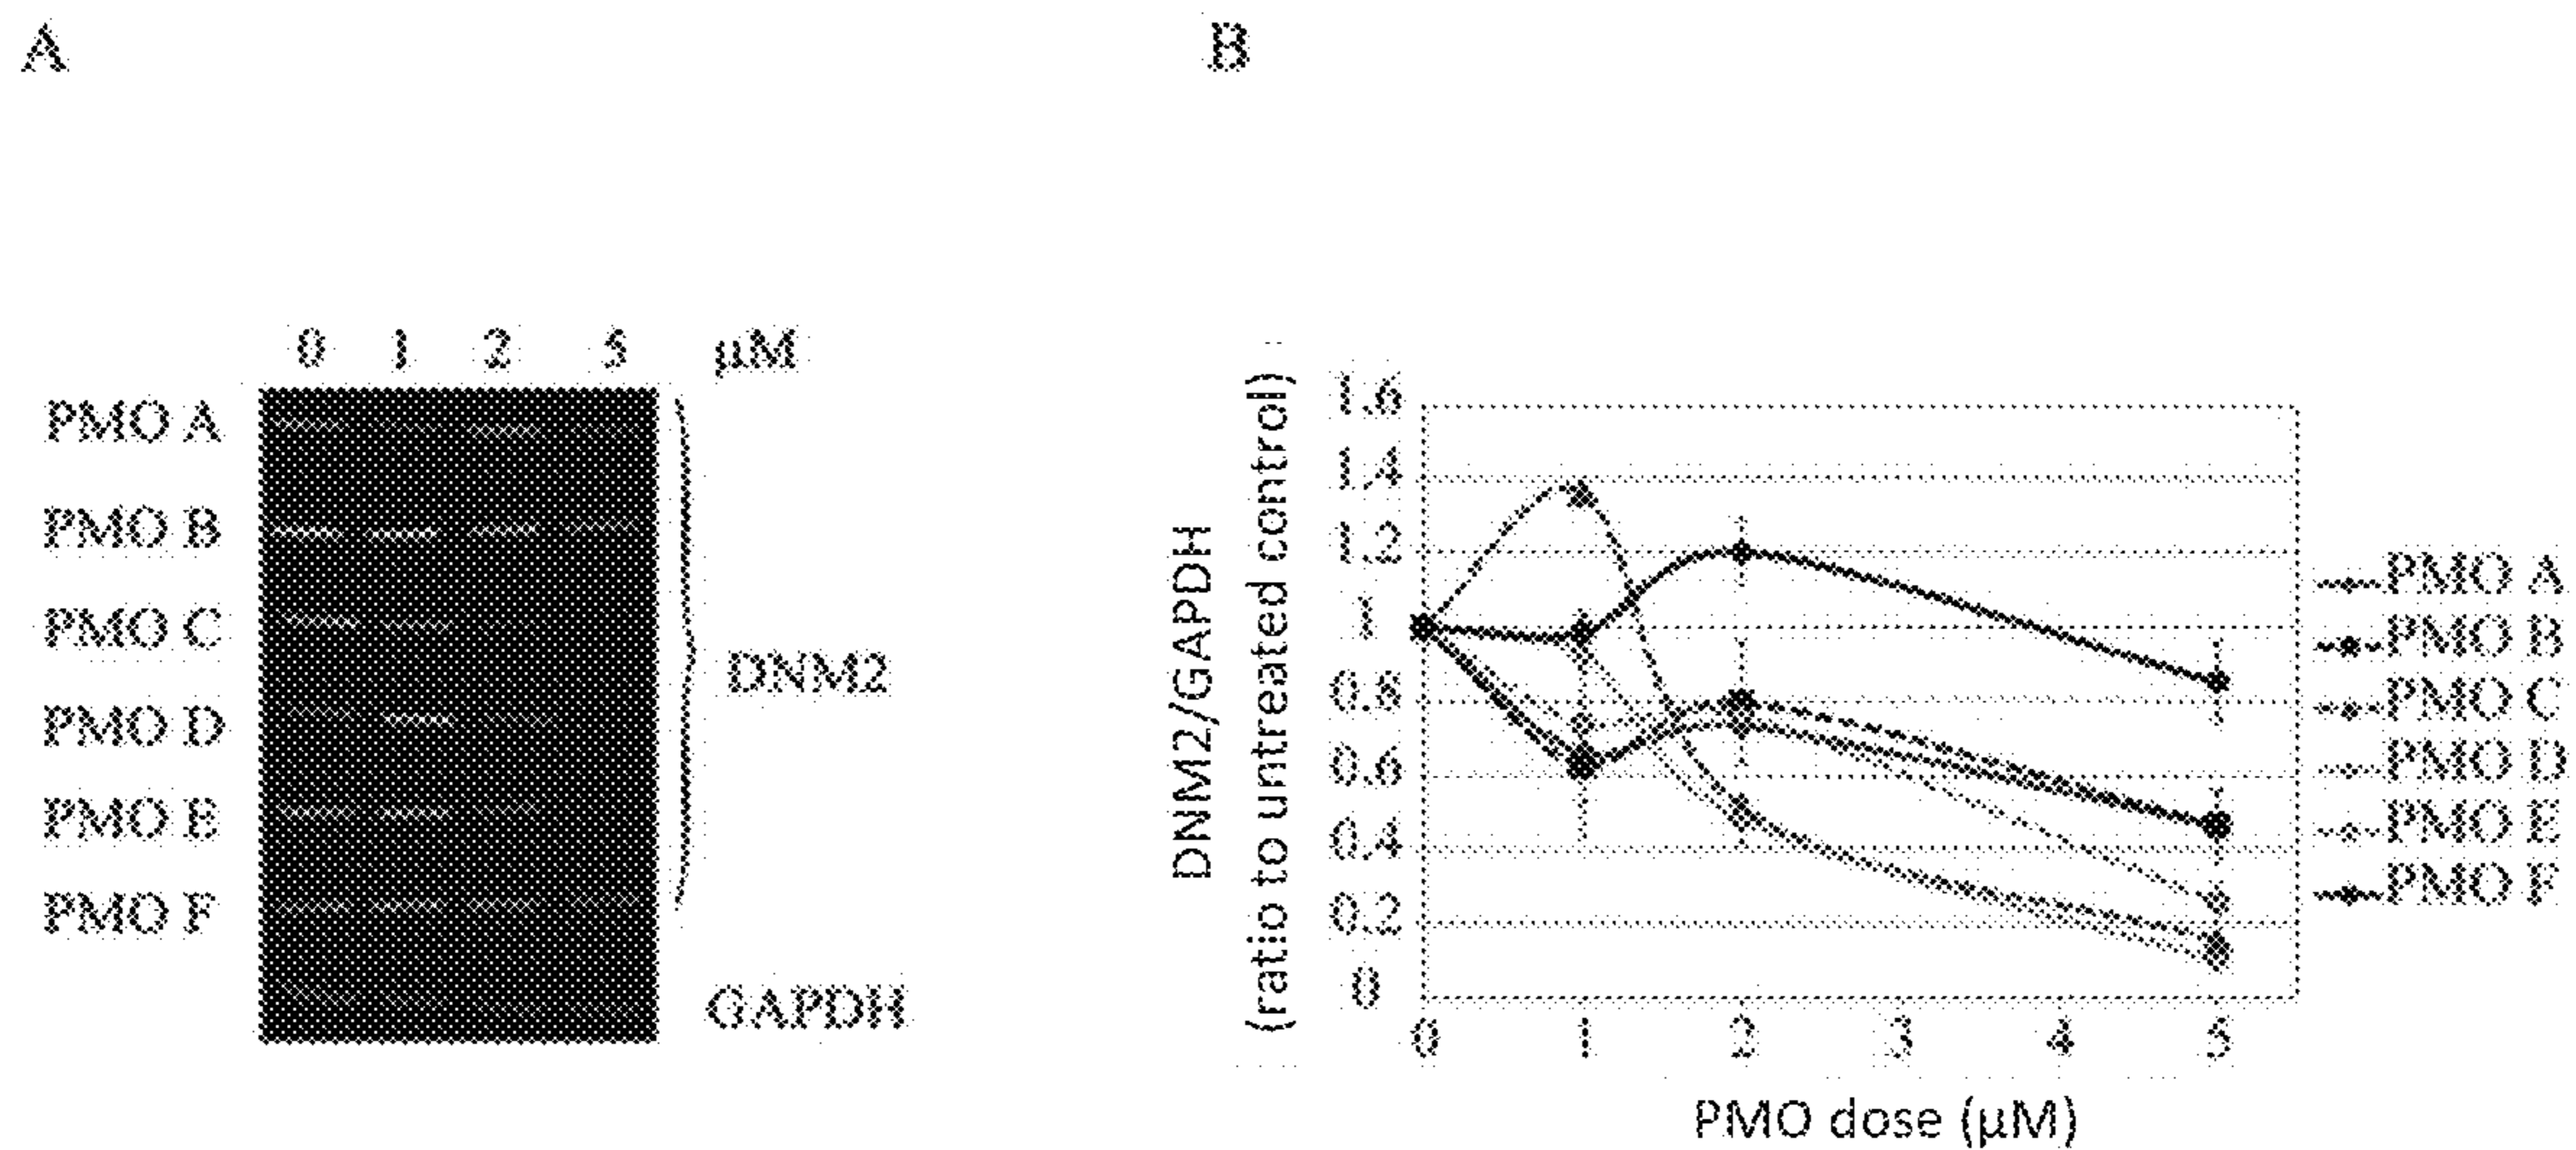 A
B
0 1 2 5 µM
PMO A
PMO B
PMO C
PMO D
PMO E
PMO F
DNM2
GAPDH
DNM2/GAPDH
(ratio to untreated control)
1.6
1.4
1.2
1
0.8
0.6
0.4
0.2
0
0 1 2 3 4 5
PMO dose (µM)
PMO A
PMO B
PMO C
PMO D
PMO E
PMO F